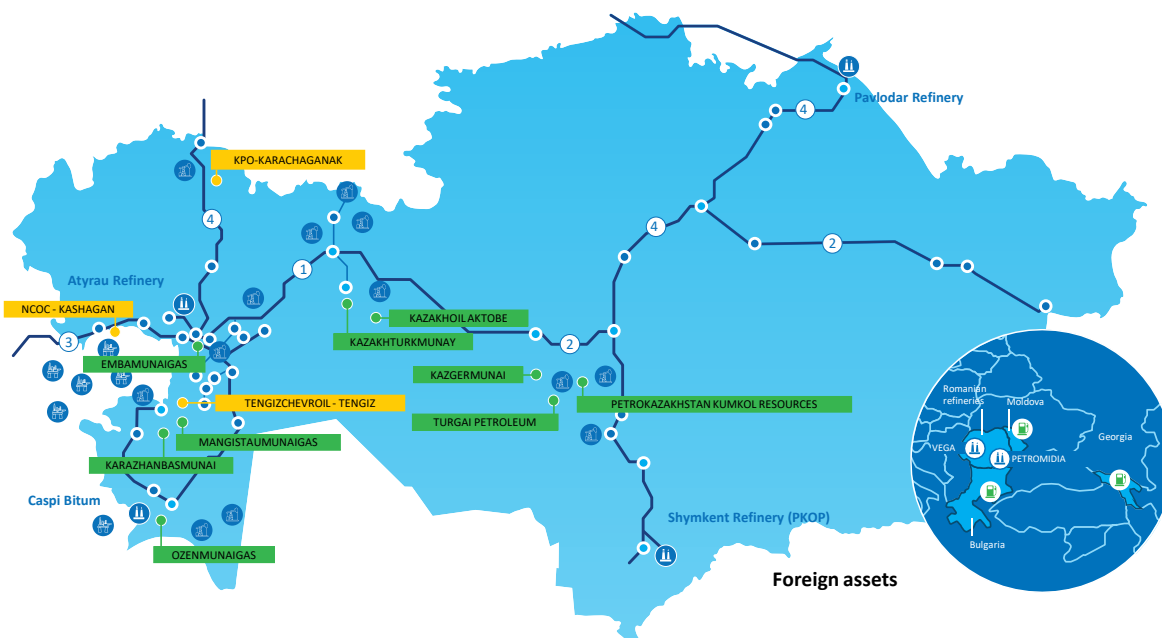 Pavlodar Refinery
4
KPO-KARACHAGANAK
4
4
2
1
Atyrau Refinery
NCOC - KASHAGAN
3
KAZAKHOIL AKTOBE
KAZAKHTURKMUNAY
2
EMBAMUNAIGAS
KAZGERMUNAI
TENGIZCHEVROIL - TENGIZ
PETROKAZAKHSTAN KUMKOL RESOURCES
TURGAI PETROLEUM
MANGISTAUMUNAIGAS
KARAZHANBASMUNAI
Caspi Bitum
OZENMUNAIGAS
Shymkent Refinery (PKOP)
Romanian
refineries
Moldova
Georgia
VEGA
PETROMIDIA
Bulgaria
Foreign assets